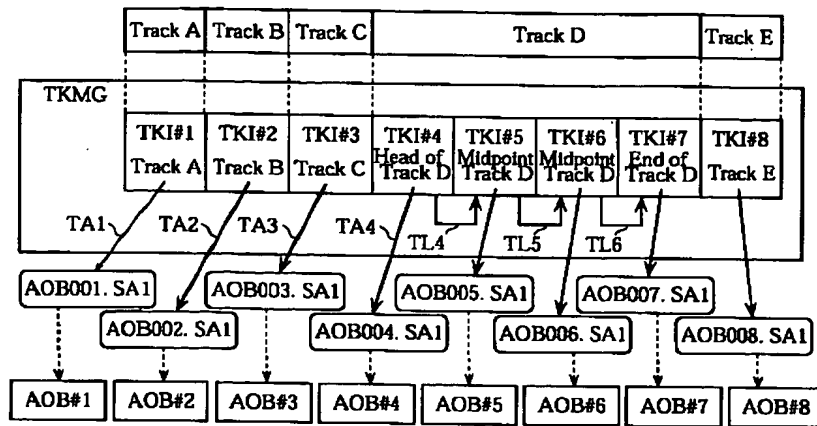 Track A Track B Track C Track D Track E
TKMG
TKI#1 TKI#2 TKI#3 TKI#4 TKI#5 TKI#6 TKI#7 TKI#8
Track A Track B Track C Head of Track D Midpoint Track D Midpoint Track D End of Track D Track E
TA1 TA2 TA3 TA4 TL4 TL5 TL6
AOB001. SA1 AOB003. SA1 AOB005. SA1 AOB007. SA1
AOB002. SA1 AOB004. SA1 AOB006. SA1 AOB008. SA1
AOB#1 AOB#2 AOB#3 AOB#4 AOB#5 AOB#6 AOB#7 AOB#8